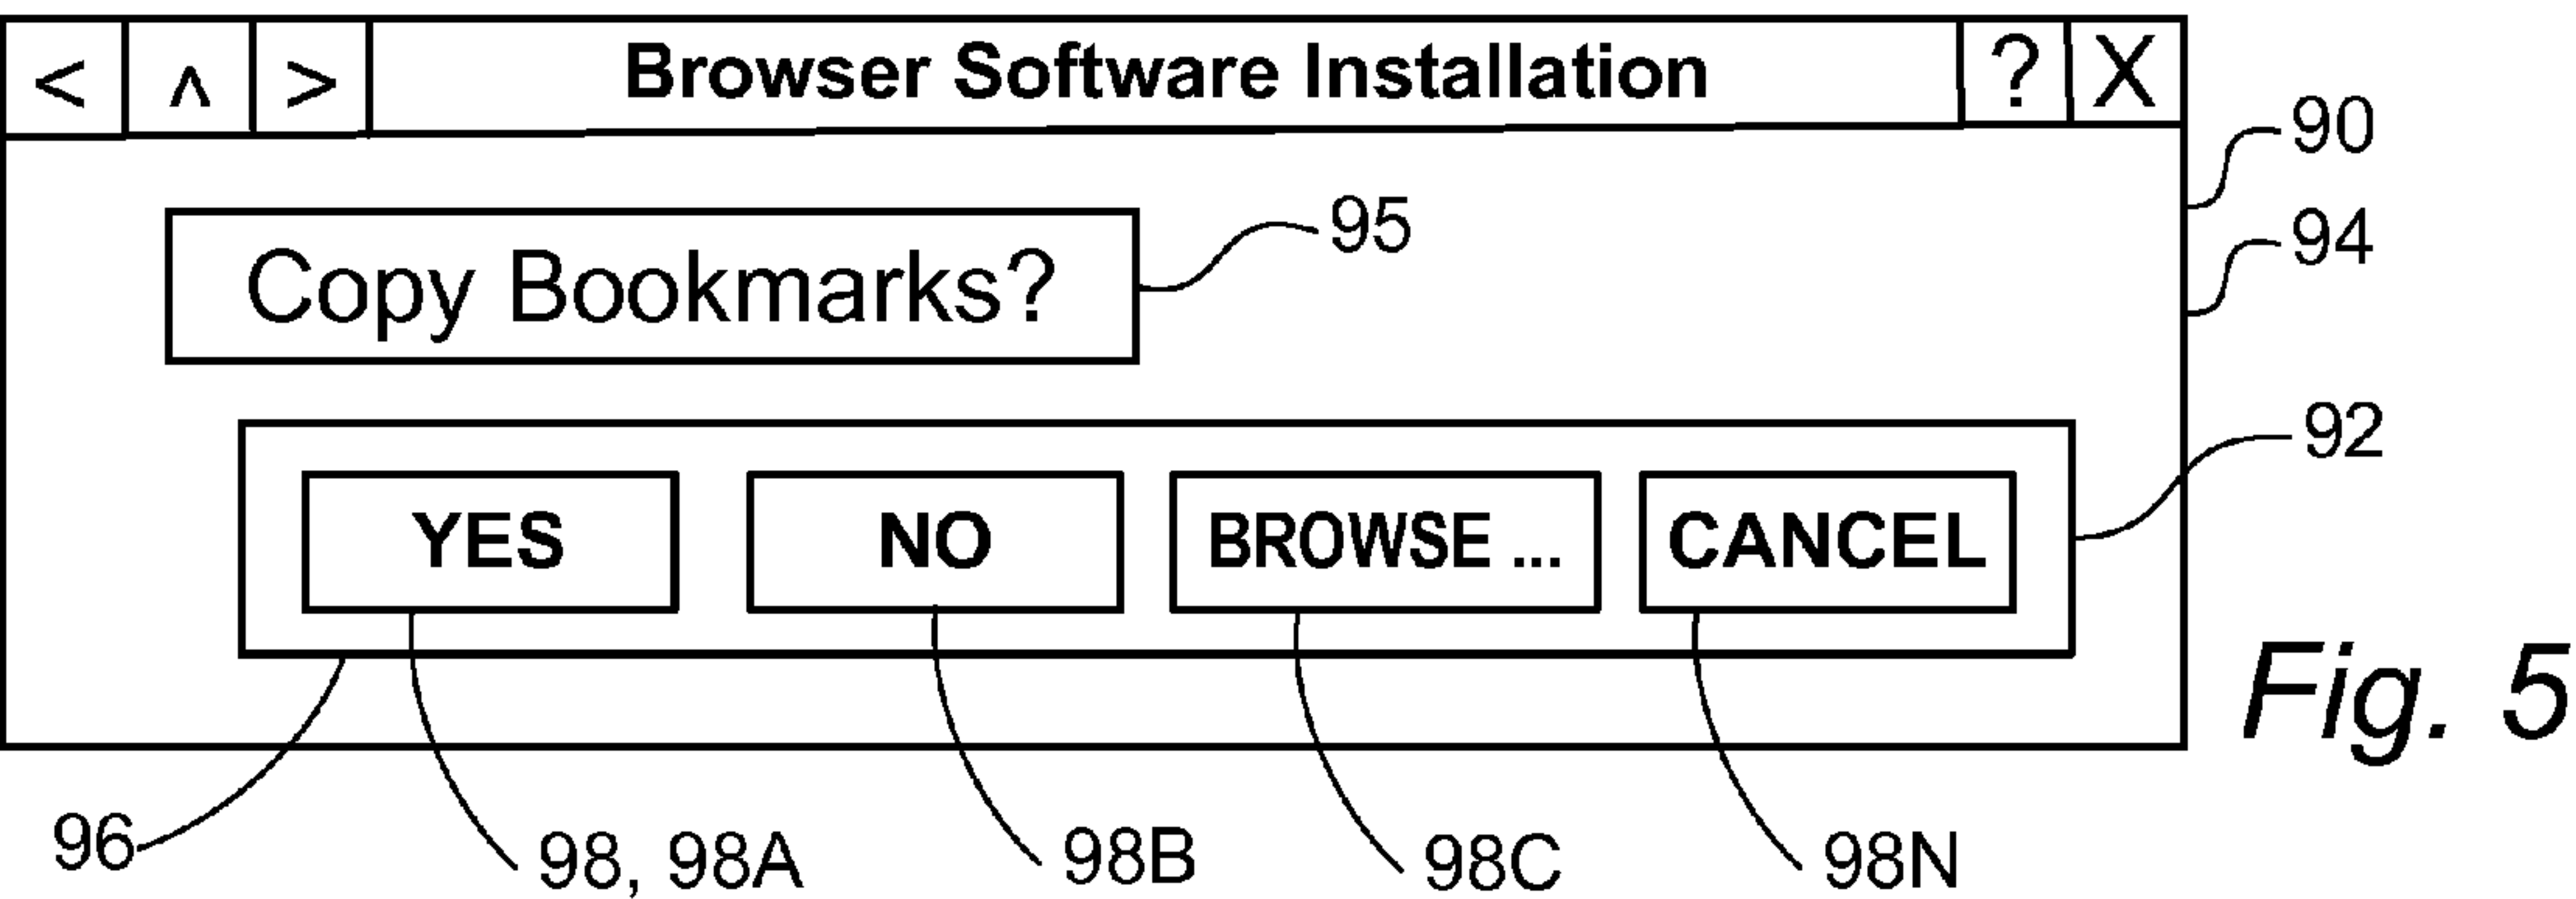 < ^ > Browser Software Installation ? X
90
95
94
Copy Bookmarks?
92
YES NO BROWSE ... CANCEL
Fig. 5
96 98, 98A 98B 98C 98N